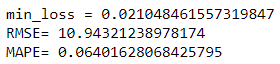 min_loss = 0.021048461557319847
RMSE= 10.94321238978174
MAPE= 0.06401628068425795